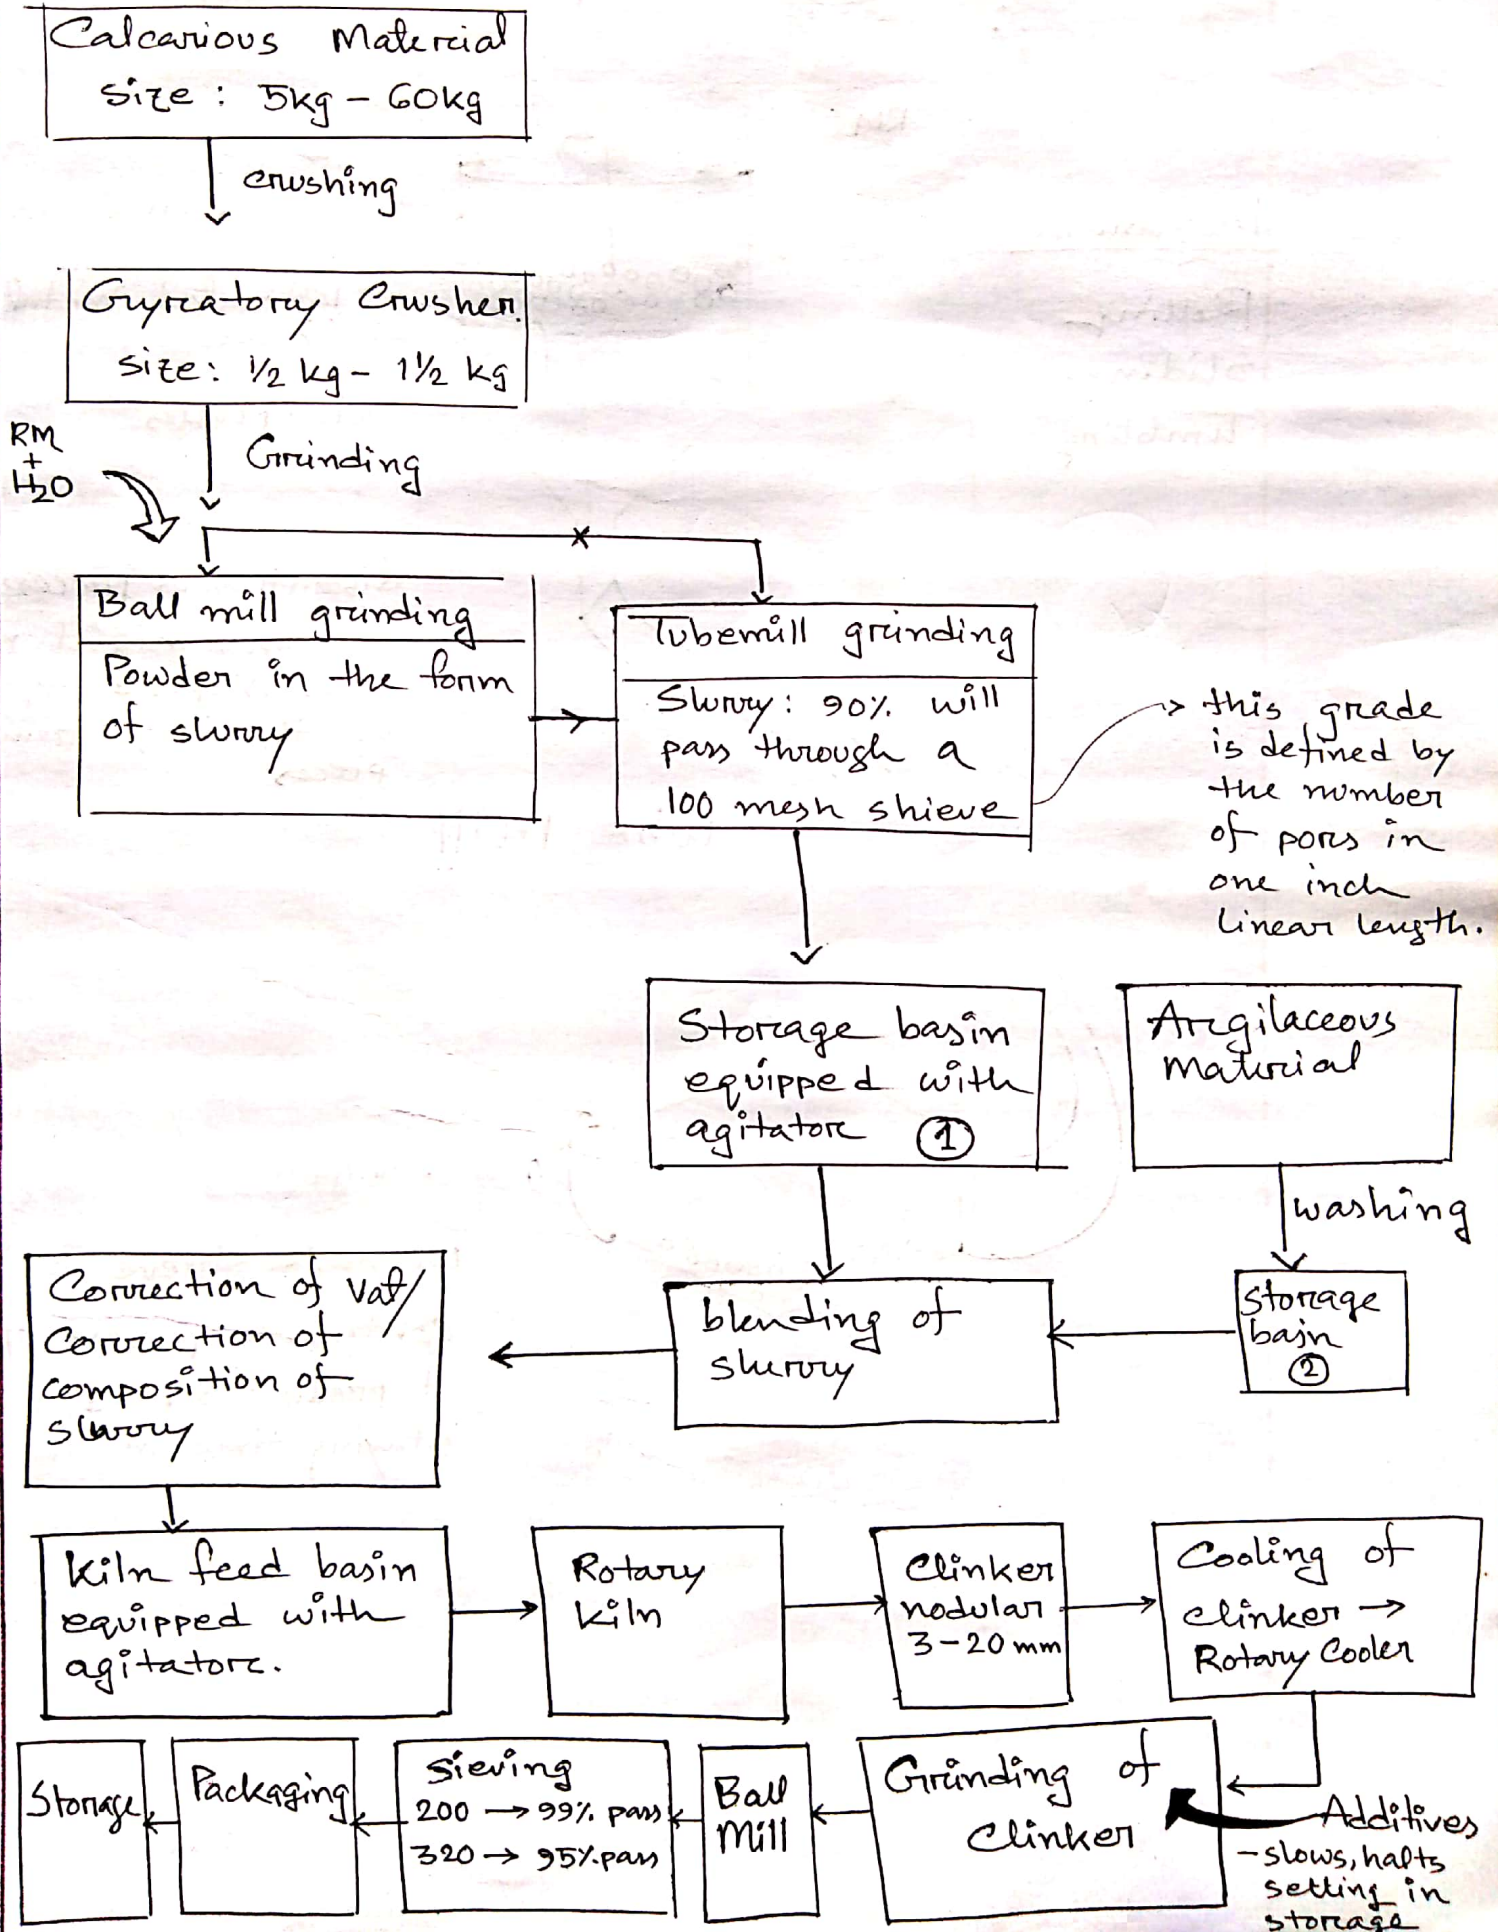 Calcarious Material
size : 5kg - 60kg
crushing
Gyratory Crusher.
size: 1/2 kg - 1 1/2 kg
RM
+
H2O
Grinding
Ball mill grinding
Powder in the form
of slurry
Tubemill grinding
Slurry: 90% will
pass through a
100 mesh shieve
this grade
is defined by
the number
of pors in
one inch
linear length.
Storage basin
equipped with
agitator ①
Argilaceous
material
washing
Storage
basn
②
blending of
slurry
Correction of Vat/
Correction of
composition of
slurry
Kiln feed basin
equipped with
agitator.
Rotary
Kiln
Clinker
nodular
3-20 mm
Cooling of
clinker →
Rotary Cooler
Storage
Packaging
Sieving
200 → 99% pass
320 → 95% pass
Ball
Mill
Grinding of
Clinker
Additives
- slows, halts
setting in
storage